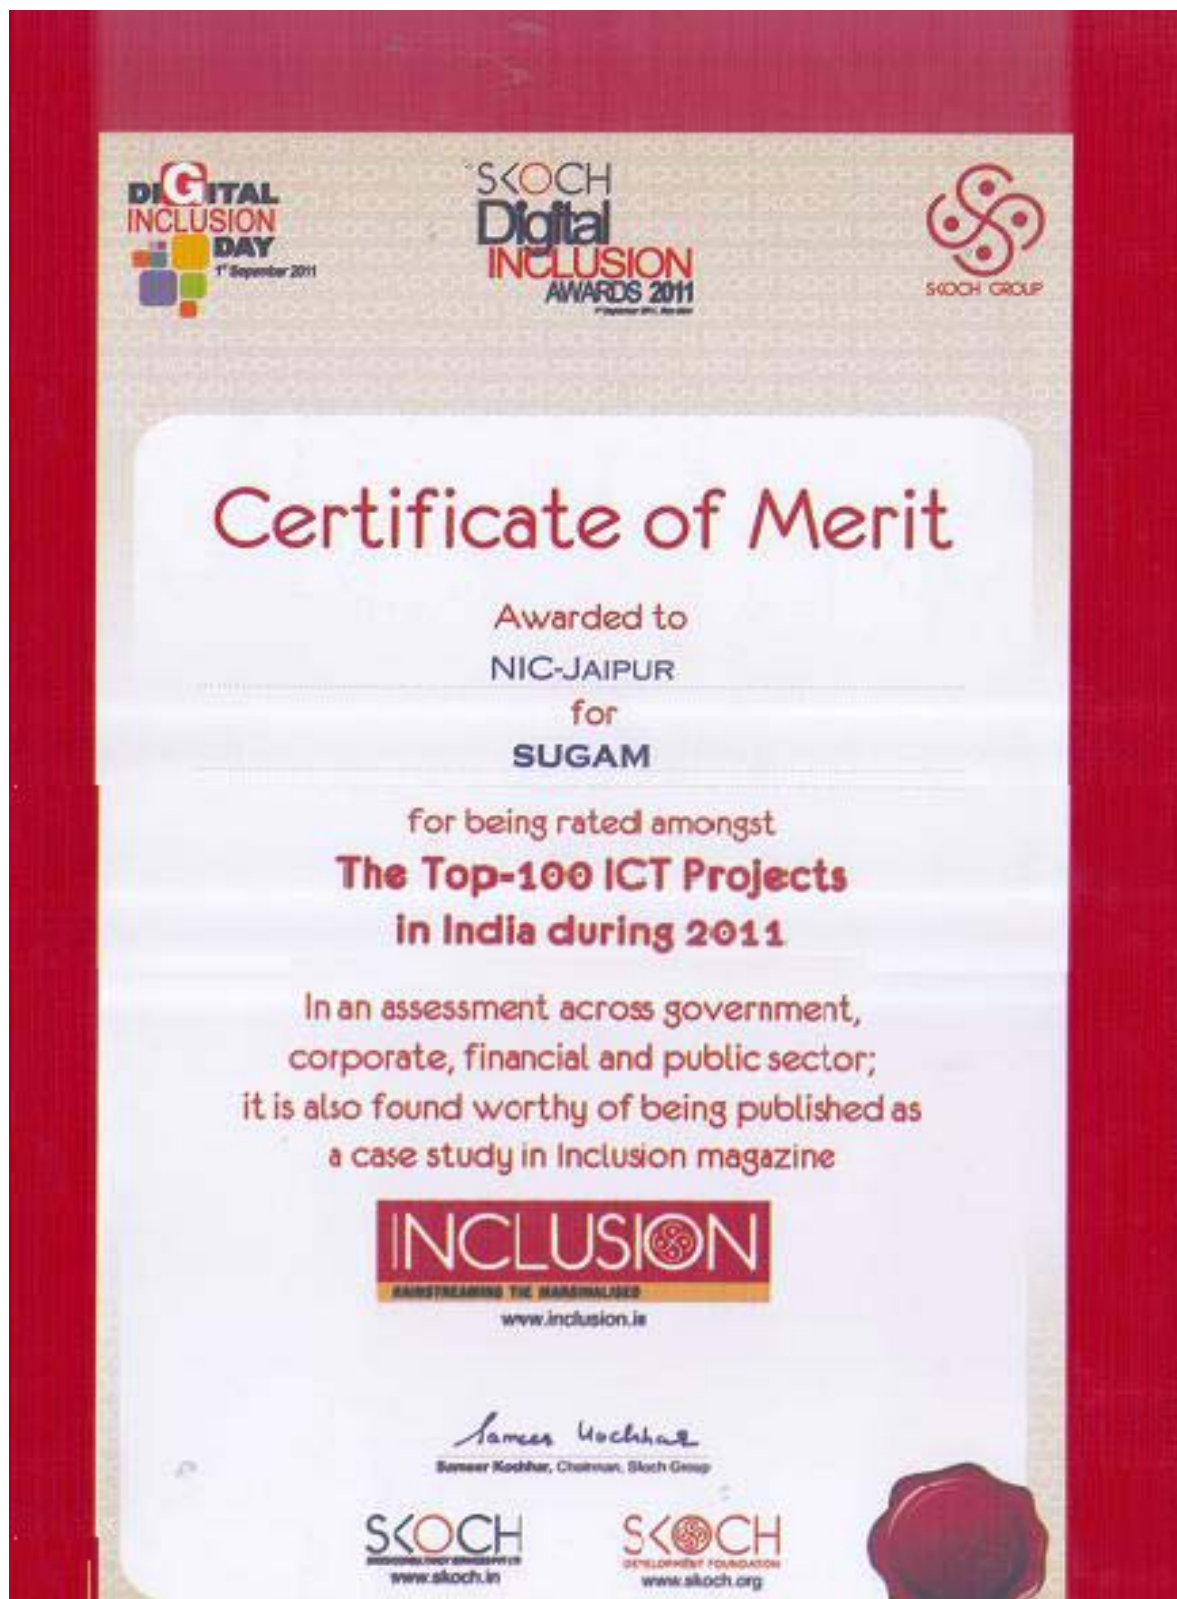 DIGITAL
INCLUSION
DAY
1st September 2011
SKOCH
Digital
INCLUSION
AWARDS 2011
SKOCH GROUP
Certificate of Merit
Awarded to
NIC-JAIPUR
for
SUGAM
for being rated amongst
The Top-100 ICT Projects
in India during 2011
In an assessment across government,
corporate, financial and public sector;
it is also found worthy of being published as
a case study in Inclusion magazine
INCLUSION
MAINSTREAMING THE MARGINALISED
www.inclusion.in
Sameer Kochhar
Sameer Kochhar, Chairman, Skoch Group
SKOCH
www.skoch.in
SKOCH
DEVELOPMENT FOUNDATION
www.skoch.org